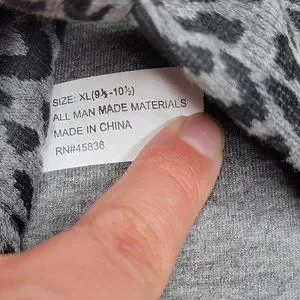 SIZE: XL(9½-10½)
ALL MAN MADE MATERIALS
MADE IN CHINA
RN#45836